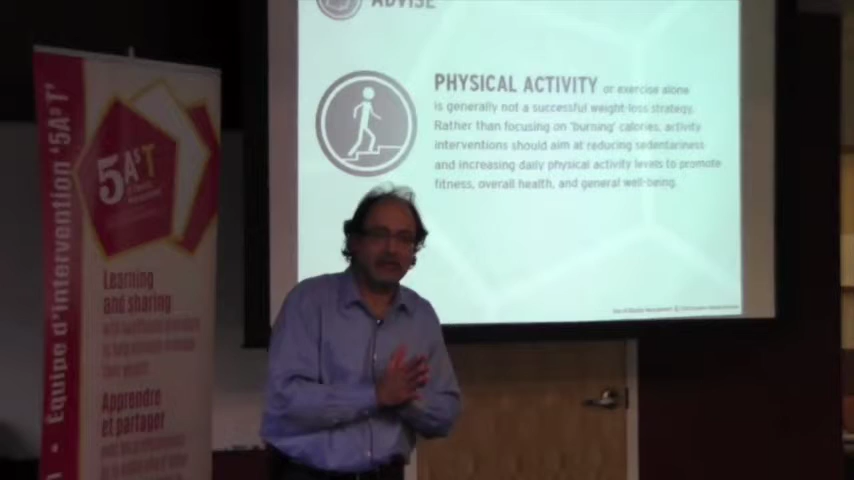 ADVISE
PHYSICAL ACTIVITY or exercise alone
is generally not a successful weight-loss strategy.
Rather than focusing on 'burning' calories, activity
interventions should aim at reducing sedentariness
and increasing daily physical activity levels to promote
fitness, overall health, and general well-being.
Équipe d'intervention '5AsT'
5AsT
Learning
and sharing
Apprendre
et partager